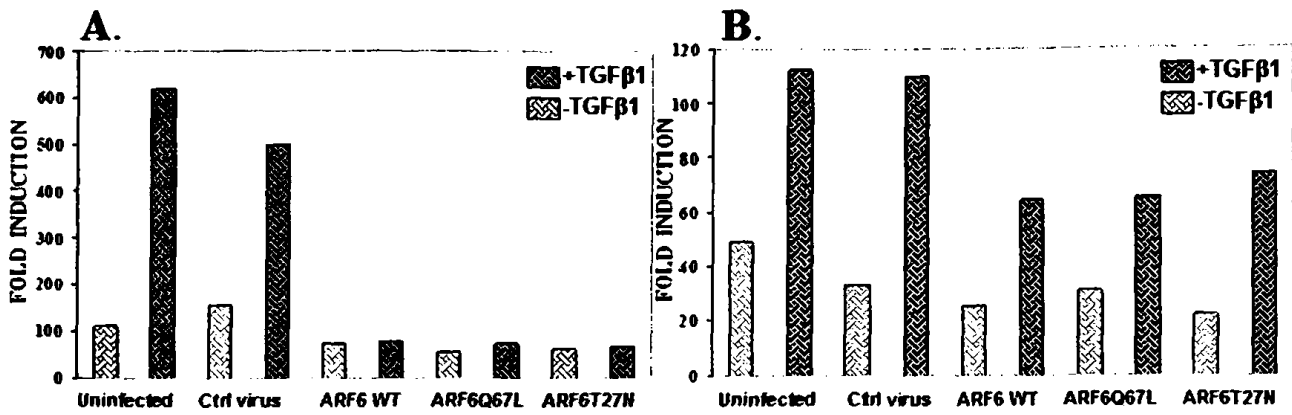 A.
700
600
500
400
300
200
100
0
FOLD INDUCTION
+TGFβ1
-TGFβ1
Uninfected Ctrl virus ARF6 WT ARF6Q67L ARF6T27N
B.
120
100
80
60
40
20
0
FOLD INDUCTION
+TGFβ1
-TGFβ1
Uninfected Ctrl virus ARF6 WT ARF6Q67L ARF6T27N